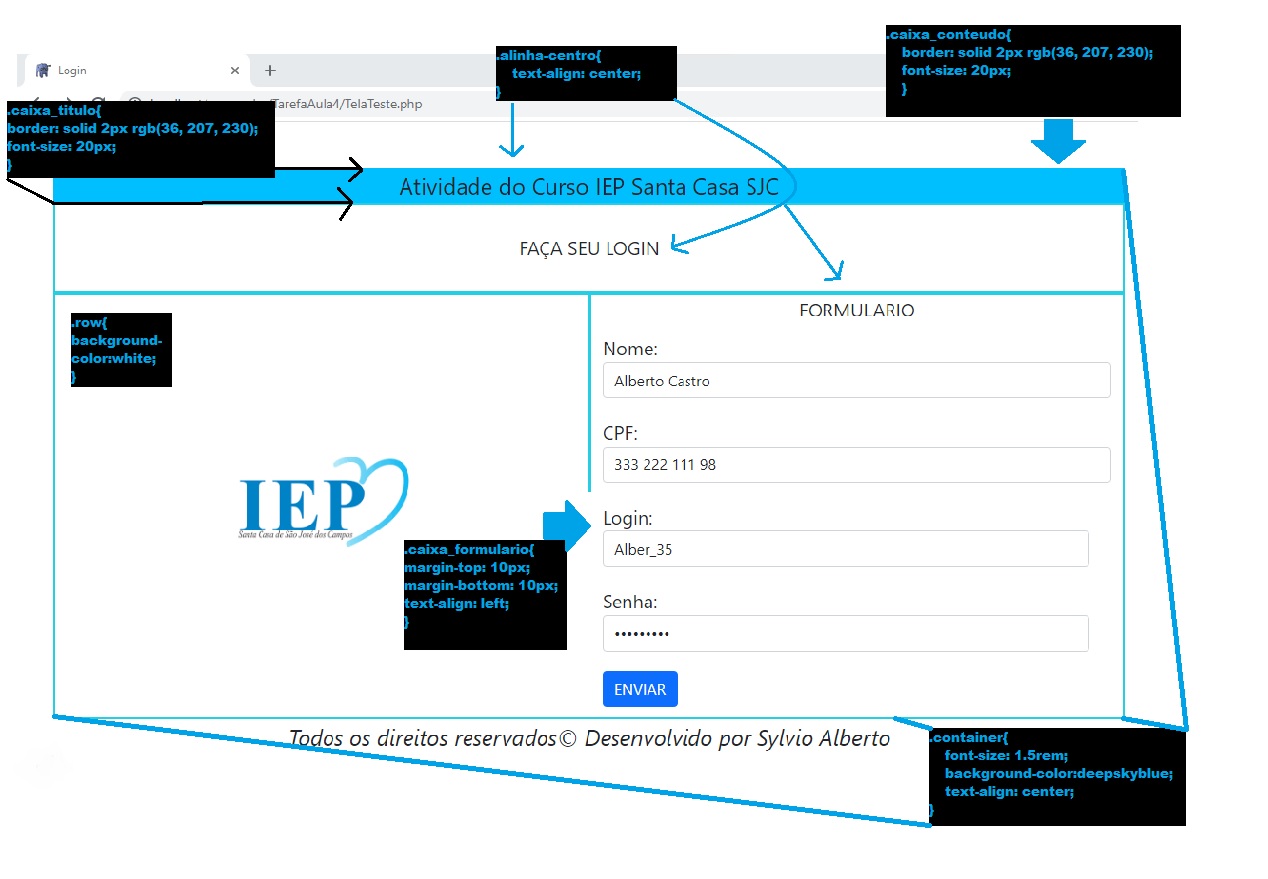 .alinha-centro{
text-align: center;
}
.caixa_conteudo{
border: solid 2px rgb(36, 207, 230);
font-size: 20px;
}
Login
TarefaAula4/TelaTeste.php
.caixa_titulo{
border: solid 2px rgb(36, 207, 230);
font-size: 20px;
}
Atividade do Curso IEP Santa Casa SJC
FAÇA SEU LOGIN
.row{
background-
color:white;
}
IEP
Santa Casa de São José dos Campos
.caixa_formulario{
margin-top: 10px;
margin-bottom: 10px;
text-align: left;
}
FORMULARIO
Nome:
Alberto Castro
CPF:
333 222 111 98
Login:
Alber_35
Senha:
•••••••••
ENVIAR
Todos os direitos reservados© Desenvolvido por Sylvio Alberto
.container{
font-size: 1.5rem;
background-color:deepskyblue;
text-align: center;
}